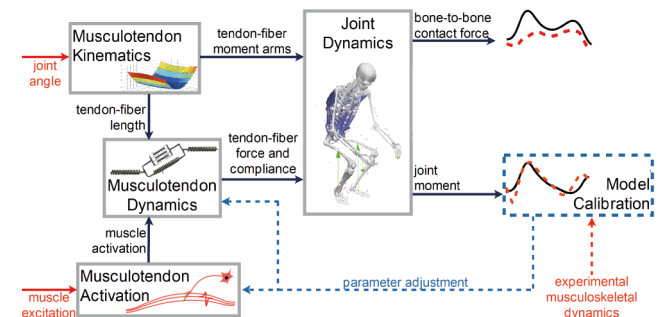 Musculotendon
Kinematics
joint
angle
tendon-fiber
moment arms
Joint
Dynamics
bone-to-bone
contact force
tendon-fiber
length
Musculotendon
Dynamics
tendon-fiber
force and
compliance
joint
moment
Model
Calibration
muscle
activation
Musculotendon
Activation
muscle
excitation
parameter adjustment
experimental
musculoskeletal
dynamics